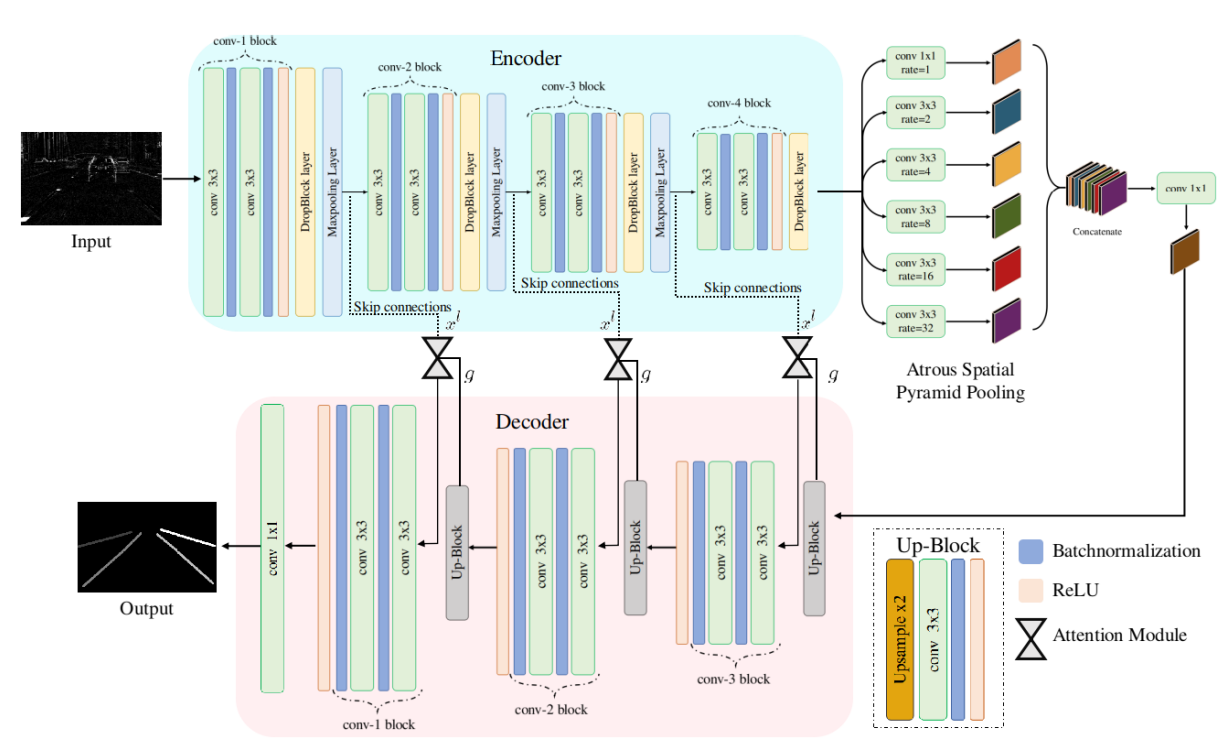 Encoder
conv-1 block
conv 3x3
conv 3x3
DropBlock layer
Maxpooling Layer
conv-2 block
conv 3x3
conv 3x3
DropBlock layer
Maxpooling Layer
conv-3 block
conv 3x3
conv 3x3
DropBlock layer
Maxpooling Layer
conv-4 block
conv 3x3
conv 3x3
DropBlock layer
Input
Skip connections
Skip connections
Skip connections
x^l
x^l
x^l
g
g
g
conv 1x1
rate=1
conv 3x3
rate=2
conv 3x3
rate=4
conv 3x3
rate=8
conv 3x3
rate=16
conv 3x3
rate=32
Atrous Spatial
Pyramid Pooling
Concatenate
conv 1x1
Decoder
Output
conv 1x1
conv 3x3
conv 3x3
conv-1 block
Up-Block
conv 3x3
conv 3x3
conv-2 block
Up-Block
conv 3x3
conv 3x3
conv-3 block
Up-Block
Up-Block
Upsample x2
conv 3x3
Batchnormalization
ReLU
Attention Module